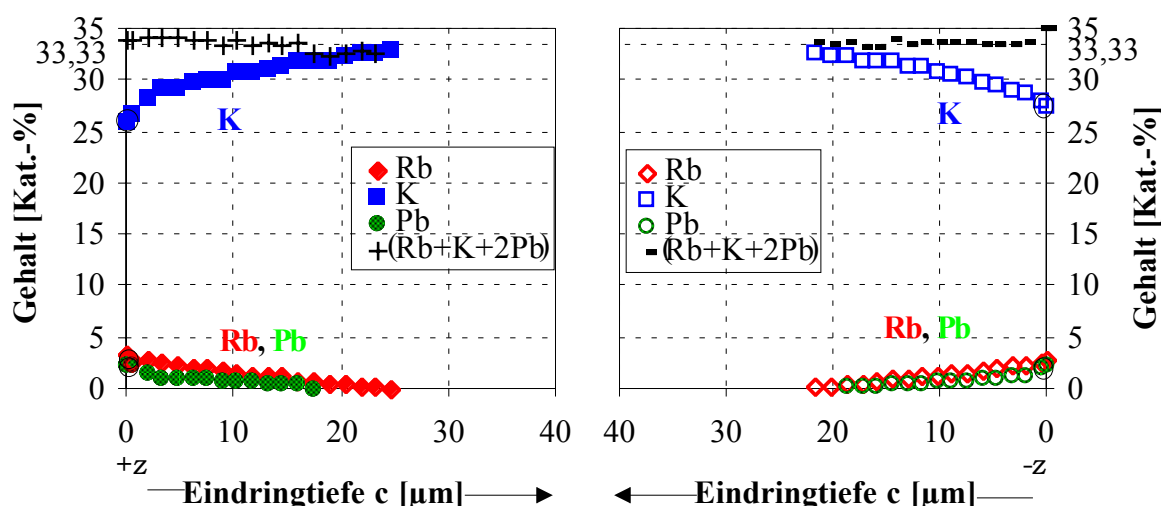 35
33,33
30
25
20
15
10
5
0
Gehalt [Kat.-%]
K
Rb
K
Pb
(Rb+K+2Pb)
Rb, Pb
0 10 20 30 40
+z
Eindringtiefe c [µm]
K
Rb
K
Pb
(Rb+K+2Pb)
Rb, Pb
40 20 10 0
-z
Eindringtiefe c [µm]
35
33,33
30
25
20
15
10
5
0
Gehalt [Kat.-%]